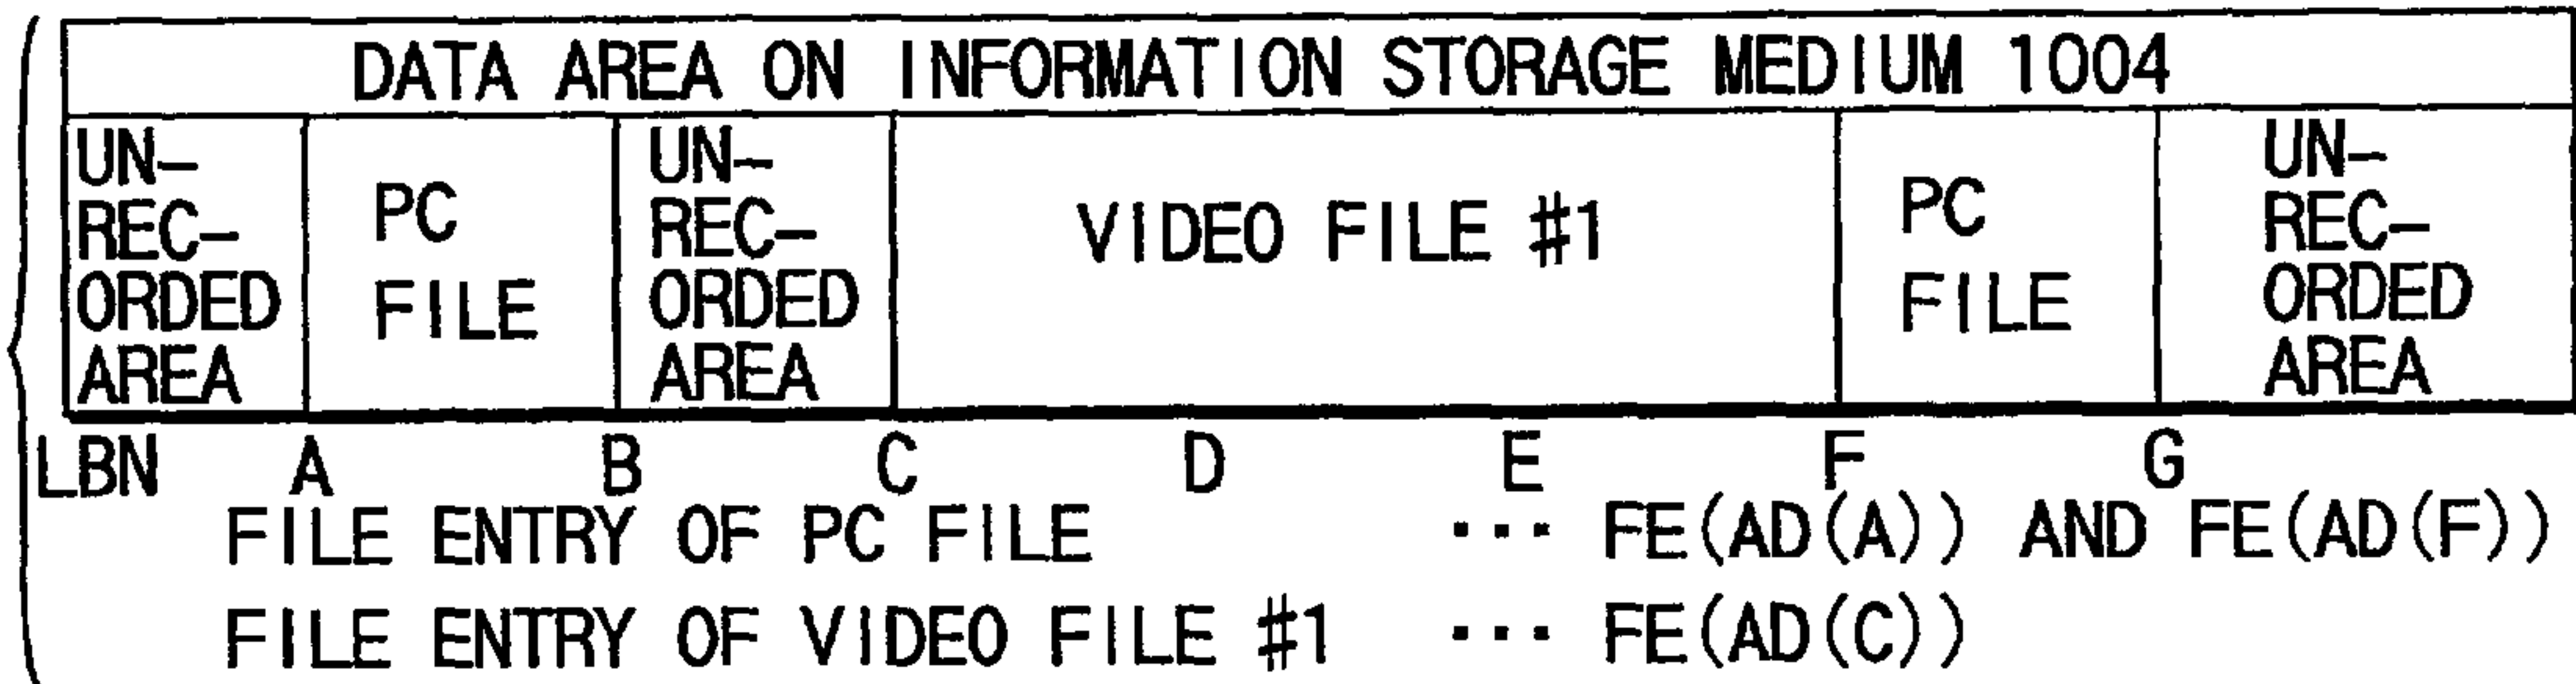 DATA AREA ON INFORMATION STORAGE MEDIUM 1004
UN-
REC-
ORDED
AREA
PC
FILE
UN-
REC-
ORDED
AREA
VIDEO FILE #1
PC
FILE
UN-
REC-
ORDED
AREA
LBN A B C D E F G
FILE ENTRY OF PC FILE ··· FE(AD(A)) AND FE(AD(F))
FILE ENTRY OF VIDEO FILE #1 ··· FE(AD(C))